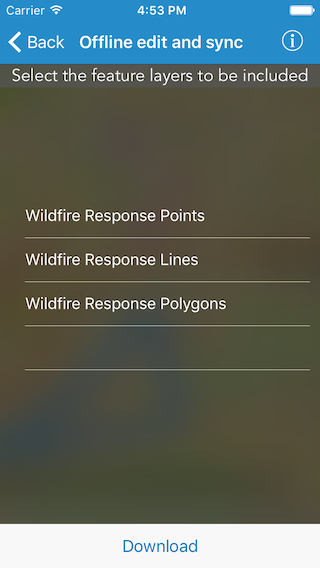 Carrier 4:53 PM
Back Offline edit and sync
Select the feature layers to be included
Wildfire Response Points
Wildfire Response Lines
Wildfire Response Polygons
Download